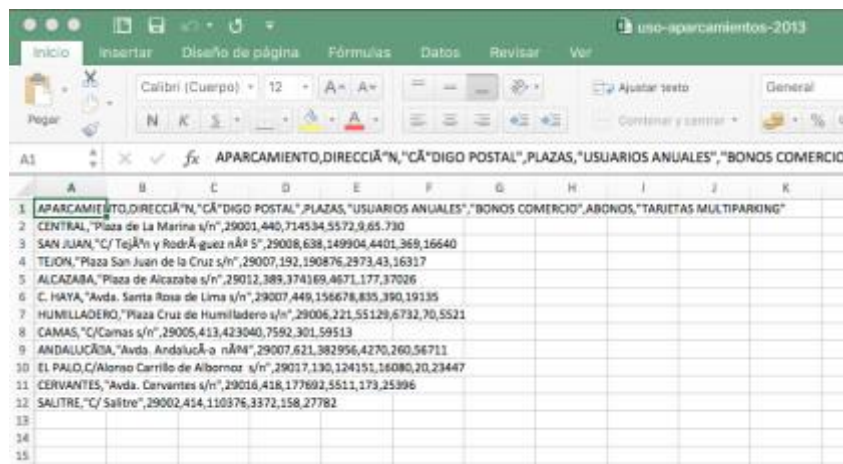 uso-aparcamientos-2013
Inicio Insertar Diseño de página Fórmulas Datos Revisar Ver
Calibri (Cuerpo) 12 A A Ajustar texto General
Pegar N K S A Combinar y centrar %
A1 fx APARCAMIENTO,DIRECCIÃ"N,"CÃ"DIGO POSTAL",PLAZAS,"USUARIOS ANUALES","BONOS COMERCIO
A B C D E F G H I J K
1 APARCAMIENTO,DIRECCIÃ"N,"CÃ"DIGO POSTAL",PLAZAS,"USUARIOS ANUALES","BONOS COMERCIO",ABONOS,"TARJETAS MULTIPARKING"
2 CENTRAL,"Plaza de La Marina s/n",29001,440,714534,5572,9,65.730
3 SAN JUAN,"C/ TejÃ³n y RodrÃ­guez nÂº 5",29008,638,149904,4401,369,16640
4 TEJON,"Plaza San Juan de la Cruz s/n",29007,192,190876,2973,43,16317
5 ALCAZABA,"Plaza de Alcazaba s/n",29012,389,374169,4671,177,37026
6 C. HAYA,"Avda. Santa Rosa de Lima s/n",29007,449,156678,835,390,19135
7 HUMILLADERO,"Plaza Cruz de Humilladero s/n",29006,221,55129,6732,70,5521
8 CAMAS,"C/Camas s/n",29005,413,423040,7592,301,59513
9 ANDALUCÃA,"Avda. AndalucÃ­a nÂº4",29007,621,382956,4270,260,56711
10 EL PALO,C/Alonso Carrillo de Albornoz s/n",29017,130,124151,16080,20,23447
11 CERVANTES,"Avda. Cervantes s/n",29016,418,177692,5511,173,25396
12 SALITRE,"C/ Salitre",29002,414,110376,3372,158,27782
13
14
15